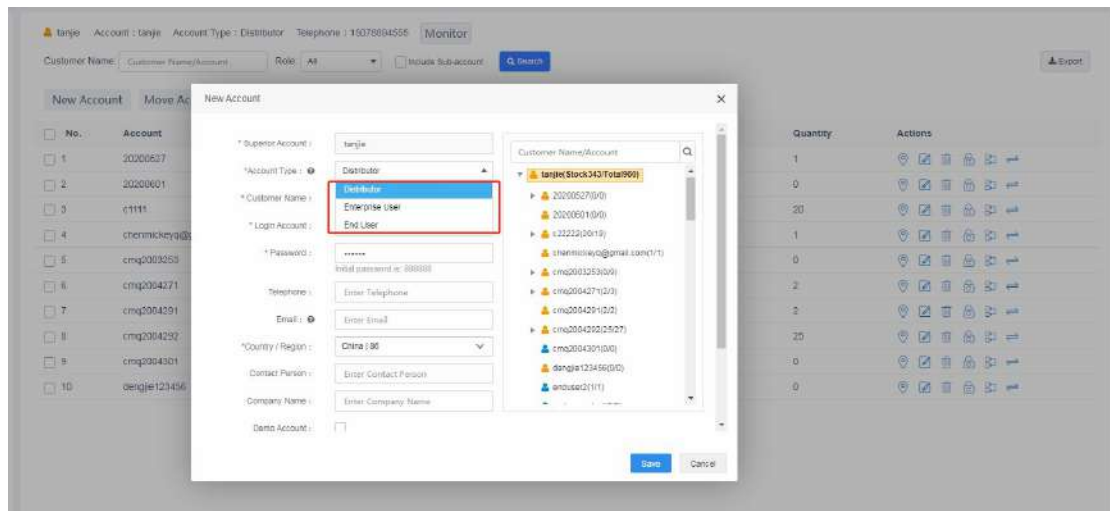 tanjie Account : tanjie Account Type : Distributor Telephone : 15078694555 Monitor
Customer Name: Customer Name/Account Role All Include Sub-account Search Export
New Account Move Ac
No. Account Quantity Actions
1 20200527 1
2 20200601 0
3 c1111 20
4 chenmickeyq@g 1
5 cmq2003253 0
6 cmq2004271 2
7 cmq2004291 2
8 cmq2004292 25
9 cmq2004301 0
10 dengjie123456 0
New Account
* Superior Account : tanjie
*Account Type : Distributor
Distributor
Enterprise User
End User
* Customer Name :
* Login Account :
* Password : ••••••
Initial password is: 888888
Telephone : Enter Telephone
Email : Enter Email
*Country / Region : China | 86
Contact Person : Enter Contact Person
Company Name : Enter Company Name
Demo Account :
Customer Name/Account
tanjie(Stock343/Total960)
20200527(0/0)
20200601(0/0)
c22222(20/19)
chenmickeyq@gmail.com(1/1)
cmq2003253(0/9)
cmq2004271(2/3)
cmq2004291(2/2)
cmq2004292(25/27)
cmq2004301(0/0)
dangjie123456(0/0)
enduser2(1/1)
Save Cancel